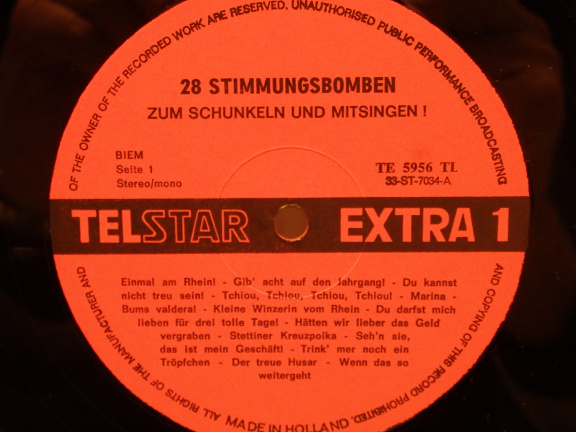 ALL RIGHTS OF THE MANUFACTURER AND OF THE OWNER OF THE RECORDED WORK ARE RESERVED. UNAUTHORISED PUBLIC PERFORMANCE BROADCASTING AND COPYING OF THIS RECORD PROHIBITED.
28 STIMMUNGSBOMBEN
ZUM SCHUNKELN UND MITSINGEN !
BIEM
Seite 1
Stereo/mono
TE 5956 TL
33-ST-7034-A
TELSTAR EXTRA 1
Einmal am Rhein! - Gib' acht auf den Jahrgang! - Du kannst
nicht treu sein! - Tchiou, Tchiou, Tchiou, Tchiou! - Marina -
Bums valdera! - Kleine Winzerin vom Rhein - Du darfst mich
lieben für drei tolle Tage! - Hätten wir lieber das Geld
vergraben - Stettiner Kreuzpolka - Seh'n sie,
das ist mein Geschäft! - Trink' mer noch ein
Tröpfchen - Der treue Husar - Wenn das so
weitergeht
MADE IN HOLLAND